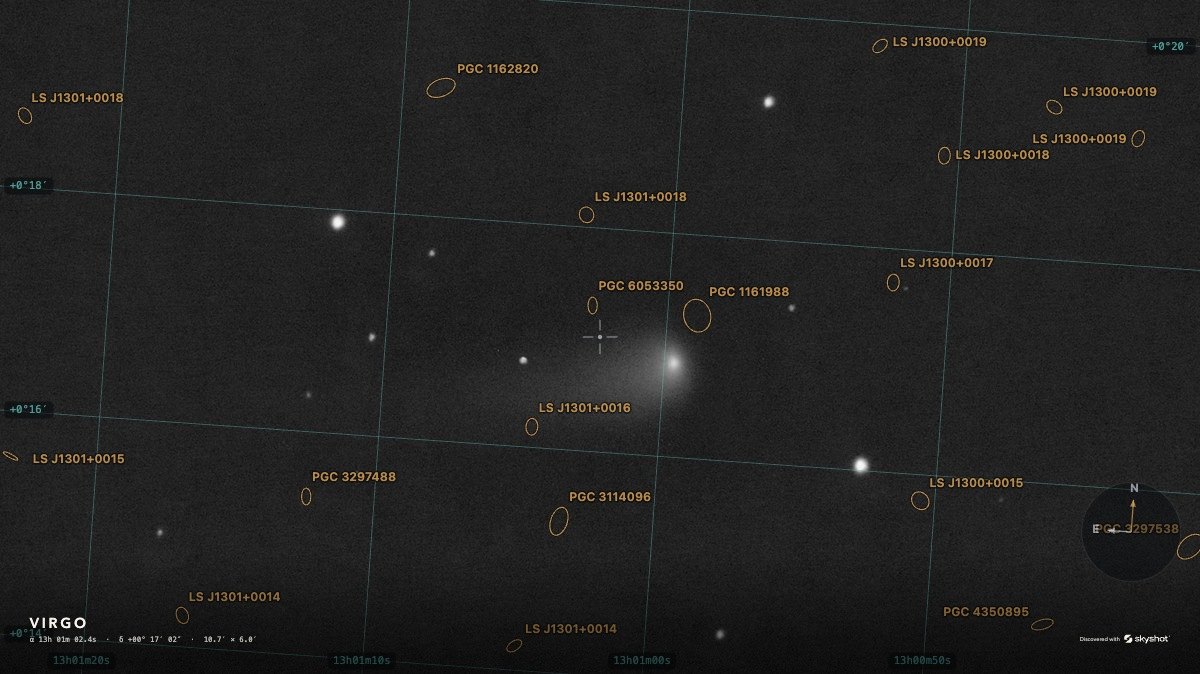 LS J1300+0019
+0°20′
PGC 1162820
LS J1301+0018
LS J1300+0019
LS J1300+0019
LS J1300+0018
+0°18′
LS J1301+0018
LS J1300+0017
PGC 6053350
PGC 1161988
+0°16′
LS J1301+0016
LS J1301+0015
PGC 3297488
LS J1300+0015
N
PGC 3114096
E
PGC 3297538
LS J1301+0014
PGC 4350895
VIRGO
LS J1301+0014
+0°14′
α 13h 01m 02.4s · δ +00° 17′ 02″ · 10.7′ × 6.0′
Discovered with skyshot
13h01m20s
13h01m10s
13h01m00s
13h00m50s